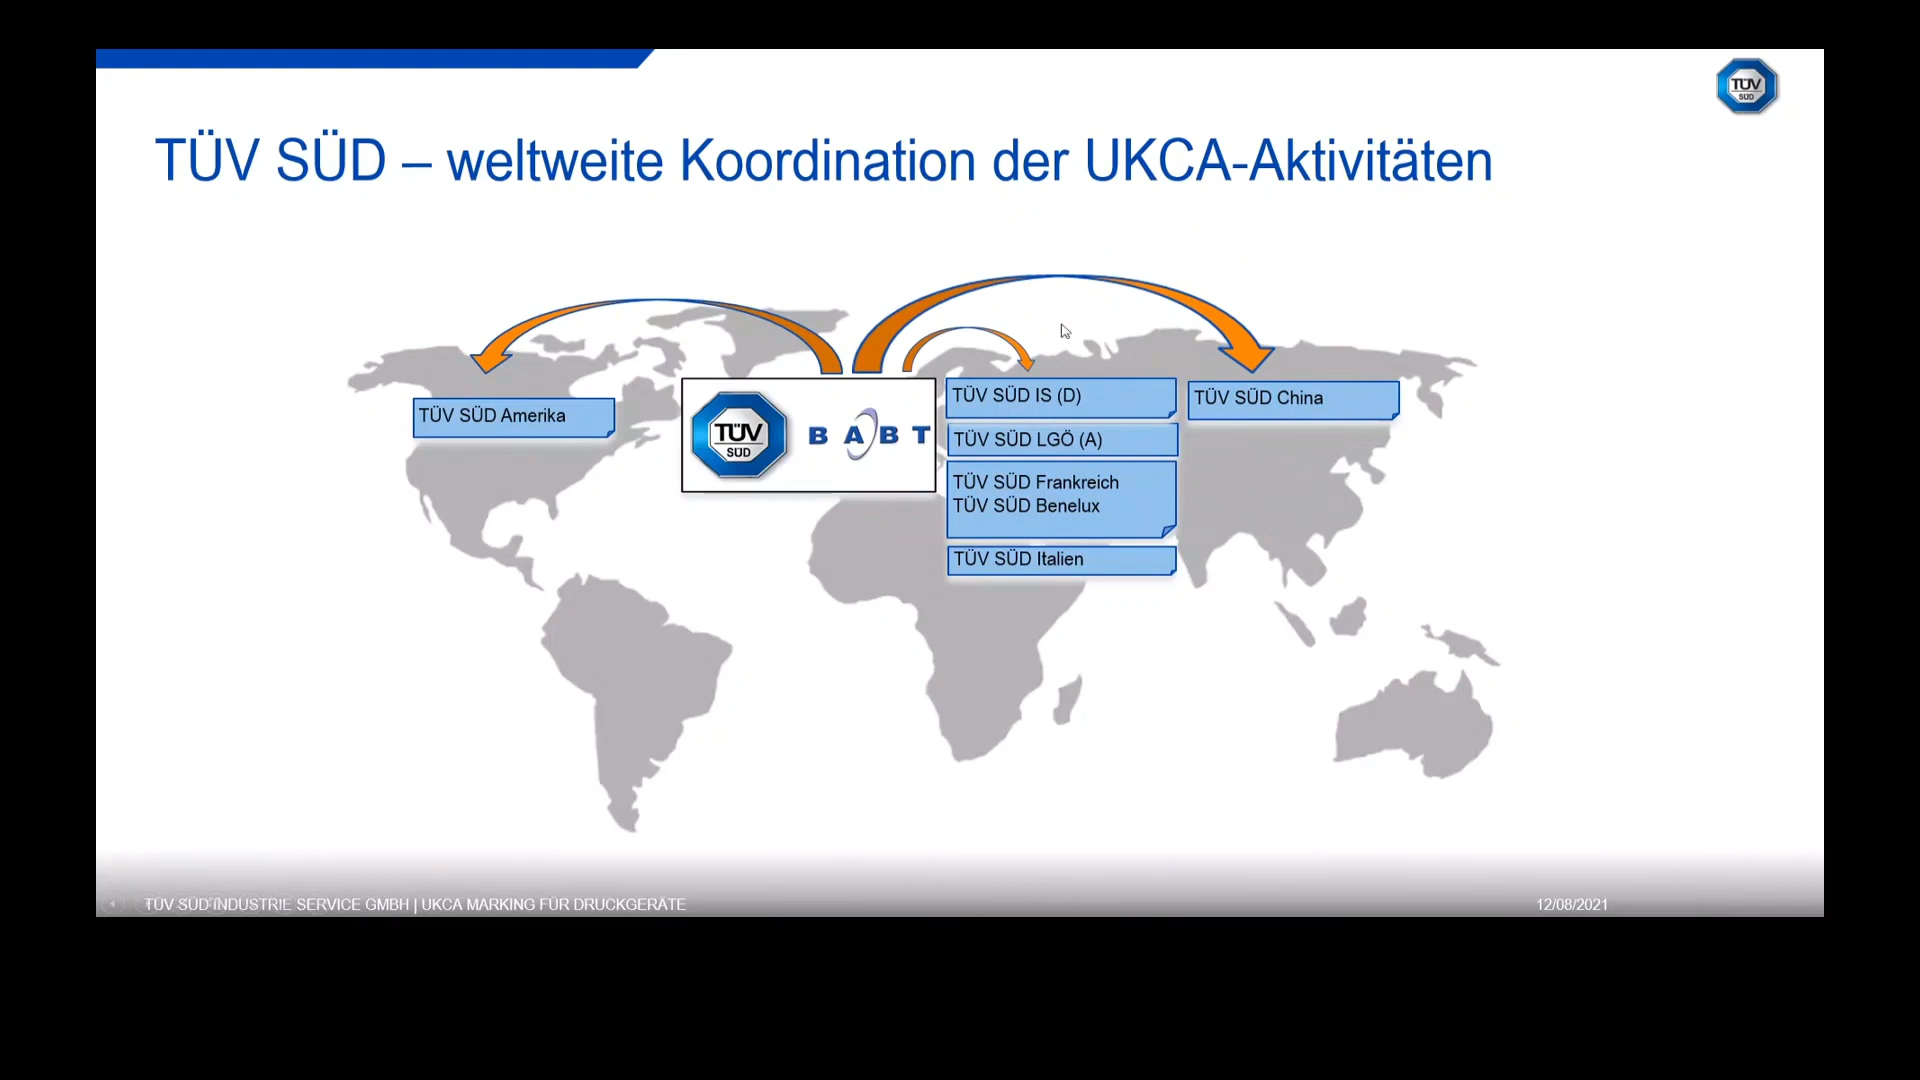 TÜV
SÜD
TÜV SÜD – weltweite Koordination der UKCA-Aktivitäten
TÜV SÜD Amerika
TÜV
SÜD
BABT
TÜV SÜD IS (D)
TÜV SÜD LGÖ (A)
TÜV SÜD Frankreich
TÜV SÜD Benelux
TÜV SÜD Italien
TÜV SÜD China
TÜV SÜD INDUSTRIE SERVICE GMBH | UKCA MARKING FÜR DRUCKGERÄTE
12/08/2021